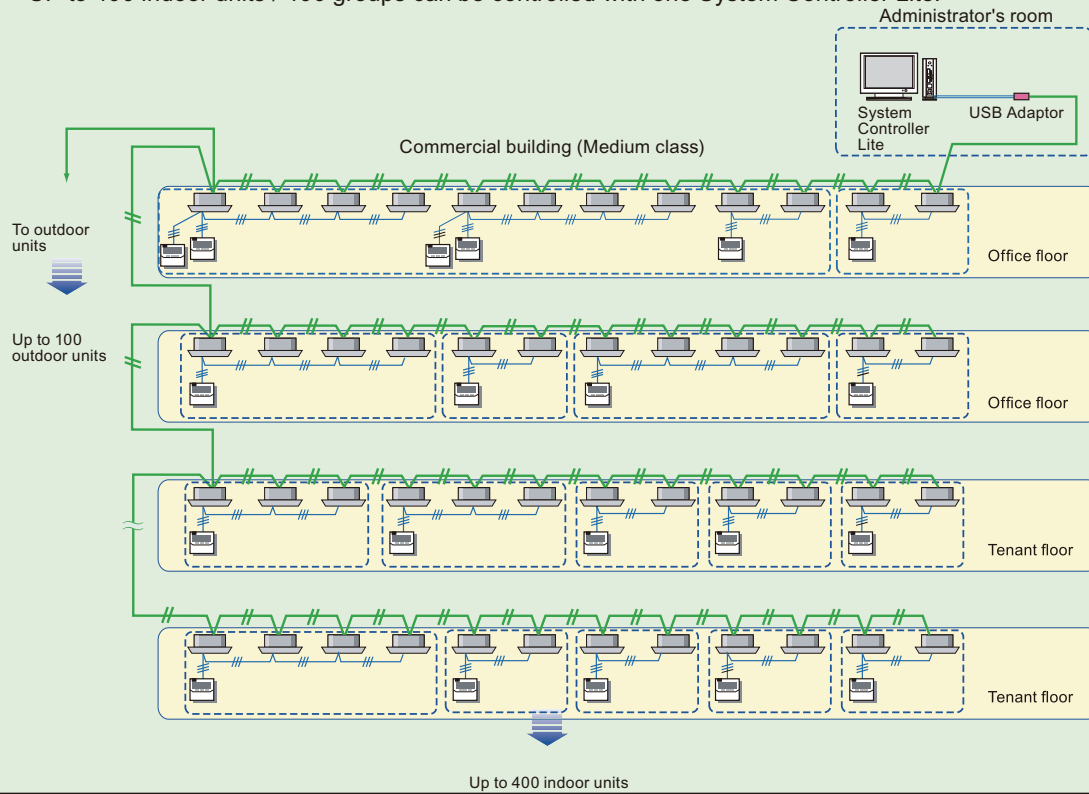 Administrator's room
System
Controller
Lite
USB Adaptor
Commercial building (Medium class)
To outdoor
units
Office floor
Up to 100
outdoor units
Office floor
Tenant floor
Tenant floor
Up to 400 indoor units